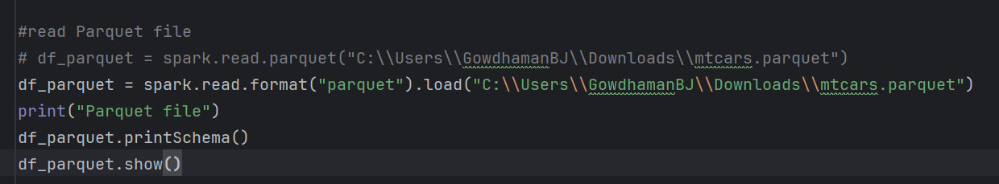 #read Parquet file
# df_parquet = spark.read.parquet("C:\\Users\\GowdhamanBJ\\Downloads\\mtcars.parquet")
df_parquet = spark.read.format("parquet").load("C:\\Users\\GowdhamanBJ\\Downloads\\mtcars.parquet")
print("Parquet file")
df_parquet.printSchema()
df_parquet.show()